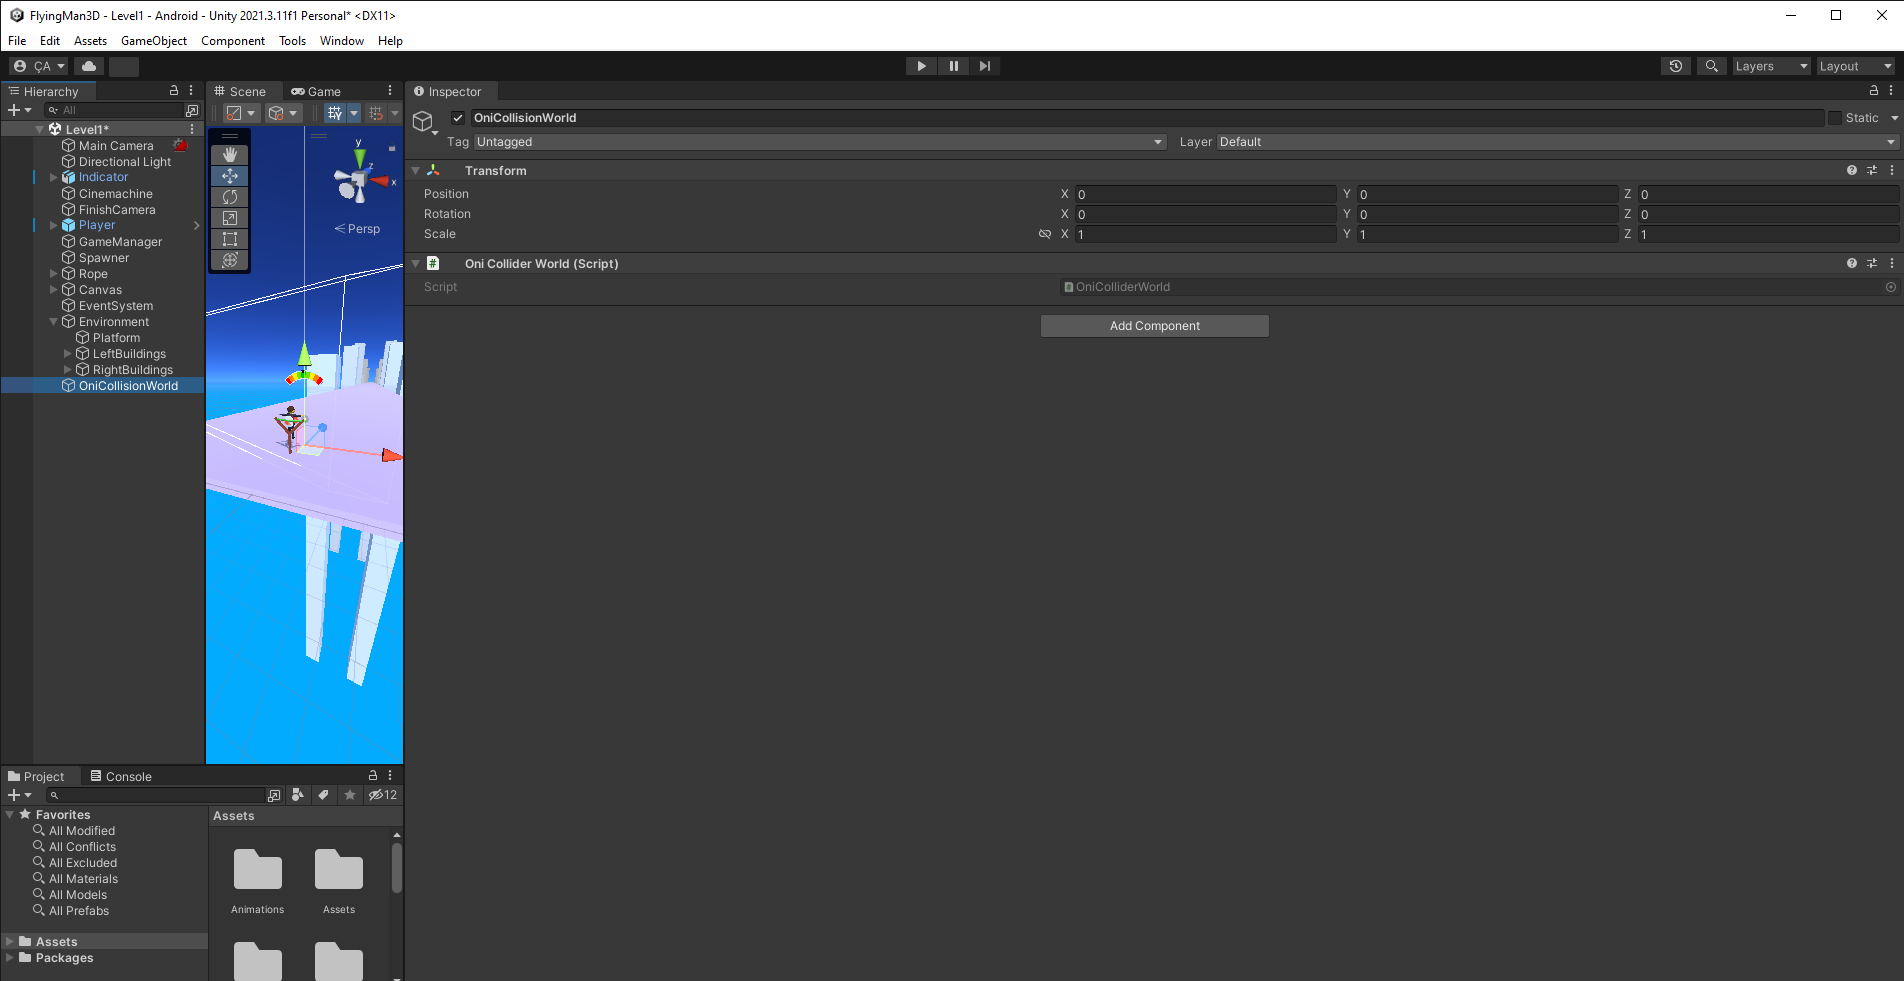 FlyingMan3D - Level1 - Android - Unity 2021.3.11f1 Personal* <DX11>
File Edit Assets GameObject Component Tools Window Help
ÇA Layers Layout
Hierarchy
All
Level1*
Main Camera
Directional Light
Indicator
Cinemachine
FinishCamera
Player
GameManager
Spawner
Rope
Canvas
EventSystem
Environment
Platform
LeftBuildings
RightBuildings
OniCollisionWorld
Scene Game
y
z
x
Persp
Inspector
OniCollisionWorld Static
Tag Untagged Layer Default
Transform
Position X 0 Y 0 Z 0
Rotation X 0 Y 0 Z 0
Scale X 1 Y 1 Z 1
# Oni Collider World (Script)
Script OniColliderWorld
Add Component
Project Console
12
Favorites
All Modified
All Conflicts
All Excluded
All Materials
All Models
All Prefabs
Assets
Packages
Assets
Animations Assets